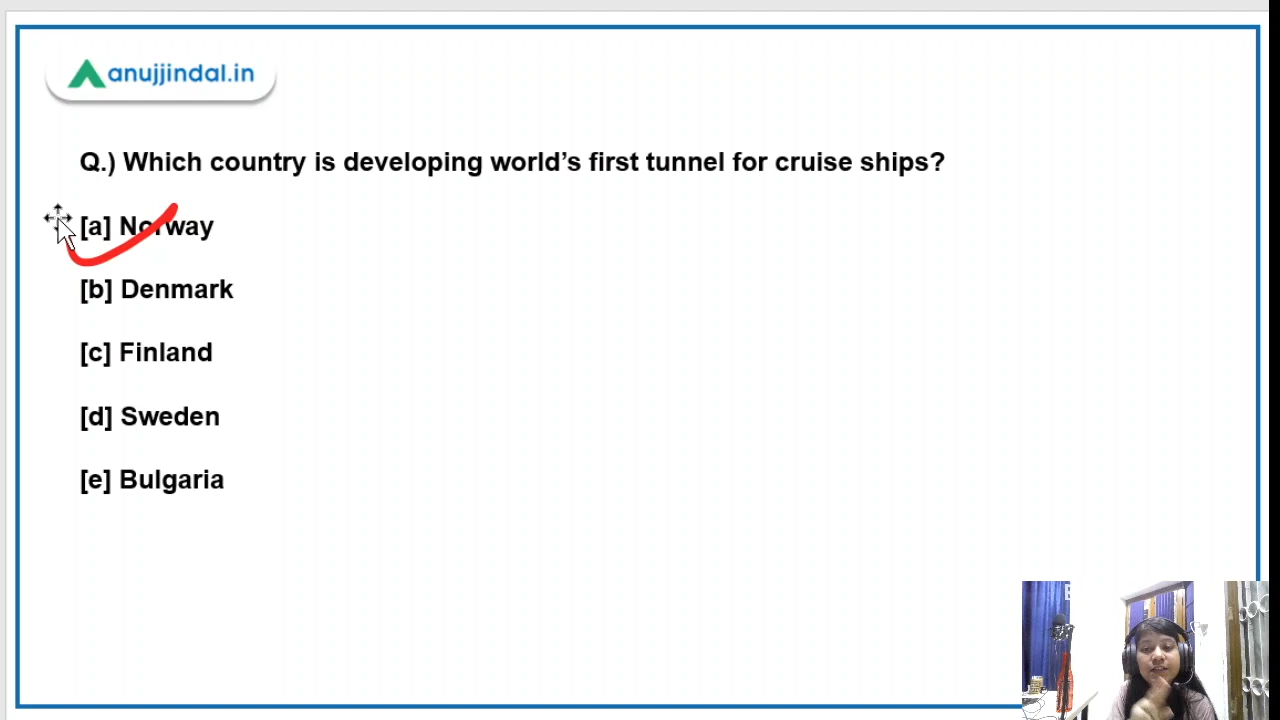 anujjindal.in
Q.) Which country is developing world’s first tunnel for cruise ships?
[a] Norway
[b] Denmark
[c] Finland
[d] Sweden
[e] Bulgaria